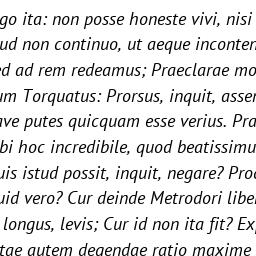 go ita: non posse honeste vivi, nisi
ud non continuo, ut aeque inconten
ed ad rem redeamus; Praeclarae mo
um Torquatus: Prorsus, inquit, asser
ave putes quicquam esse verius. Pra
bi hoc incredibile, quod beatissimu
uis istud possit, inquit, negare? Proc
uid vero? Cur deinde Metrodori libe
longus, levis; Cur id non ita fit? Ex
tae autem degendae ratio maxime